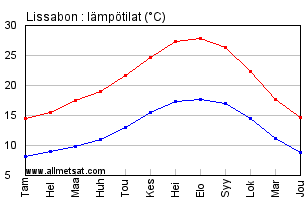 Lissabon : lämpötilat (°C)
30
25
20
15
10
5
www.allmetsat.com
Tam
Hel
Maa
Huh
Tou
Kes
Hei
Elo
Syy
Lok
Mar
Jou